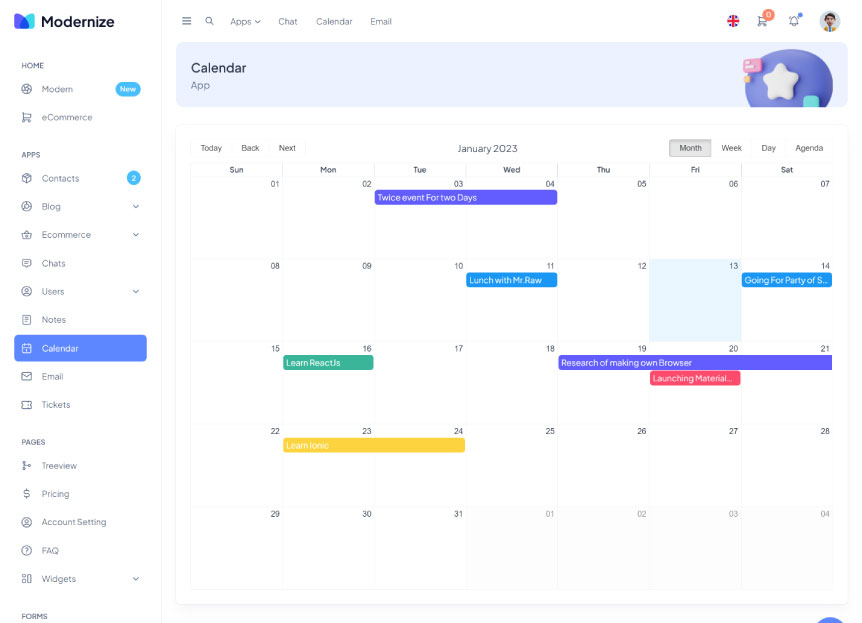 Modernize
Apps Chat Calendar Email
0
HOME
Modern New
eCommerce
APPS
Contacts 2
Blog
Ecommerce
Chats
Users
Notes
Calendar
Email
Tickets
PAGES
Treeview
Pricing
Account Setting
FAQ
Widgets
FORMS
Calendar
App
Today Back Next January 2023 Month Week Day Agenda
Sun Mon Tue Wed Thu Fri Sat
01 02 03 04 05 06 07
Twice event For two Days
08 09 10 11 12 13 14
Lunch with Mr.Raw Going For Party of S...
15 16 17 18 19 20 21
Learn ReactJs Research of making own Browser
Launching Material...
22 23 24 25 26 27 28
Learn Ionic
29 30 31 01 02 03 04